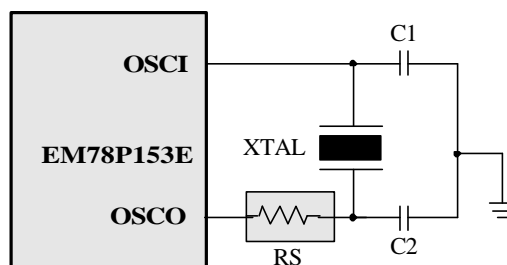 C1
OSCI
XTAL
EM78P153E
OSCO
C2
RS